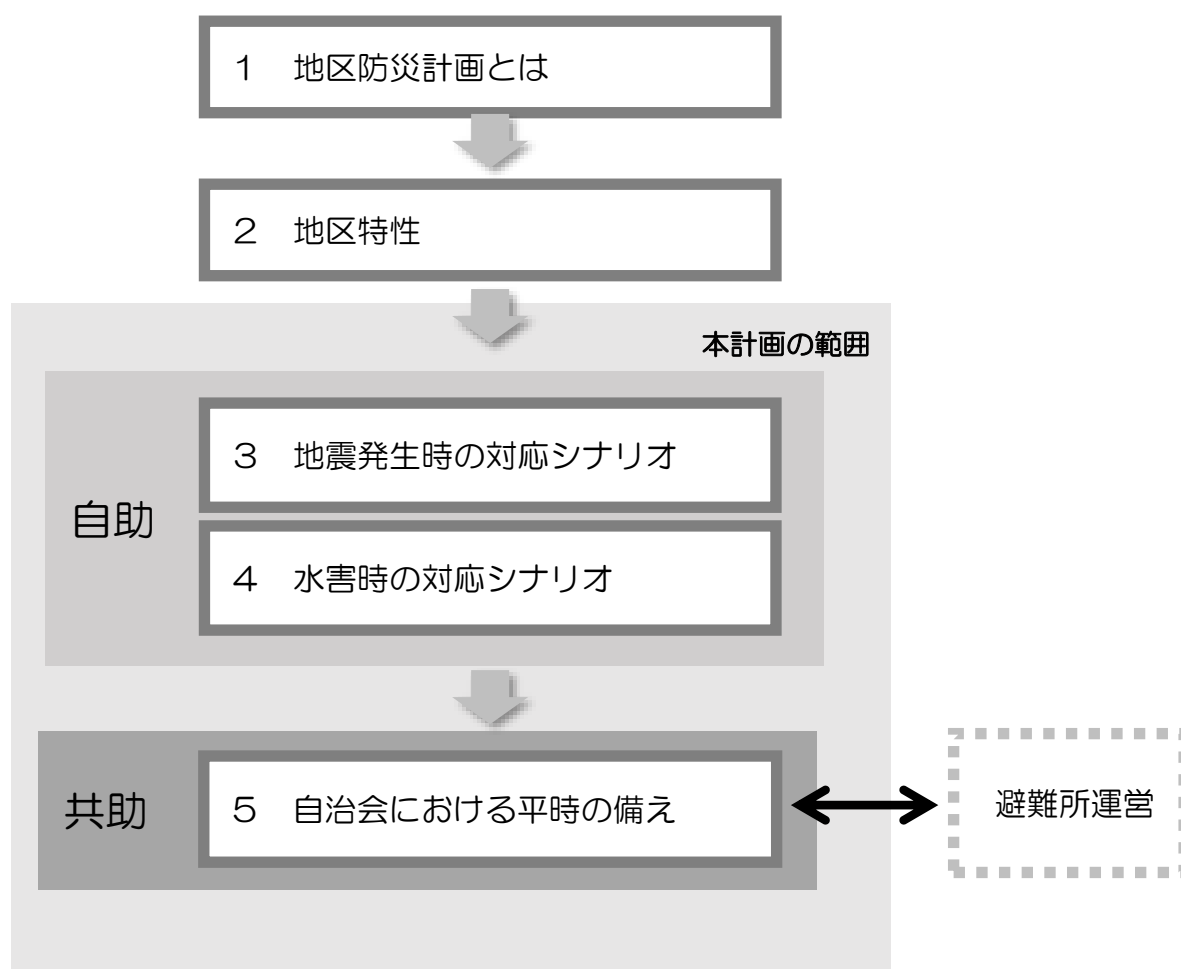 １　地区防災計画とは
２　地区特性
本計画の範囲
自助
３　地震発生時の対応シナリオ
４　水害時の対応シナリオ
共助
５　自治会における平時の備え
避難所運営